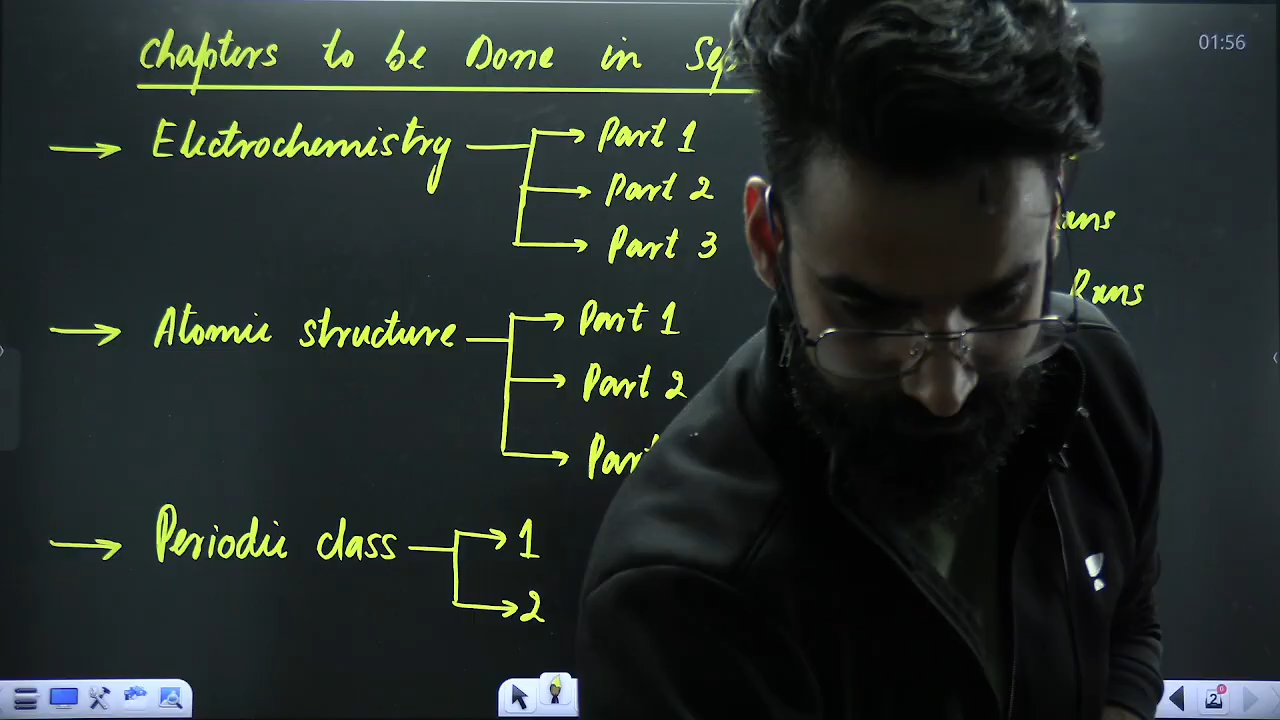 01:56
Chapters to be Done in
→ Electrochemistry → Part 1
→ Part 2
→ Part 3
→ Atomic structure → Part 1
→ Part 2
→ Periodic class → 1
→ 2
2